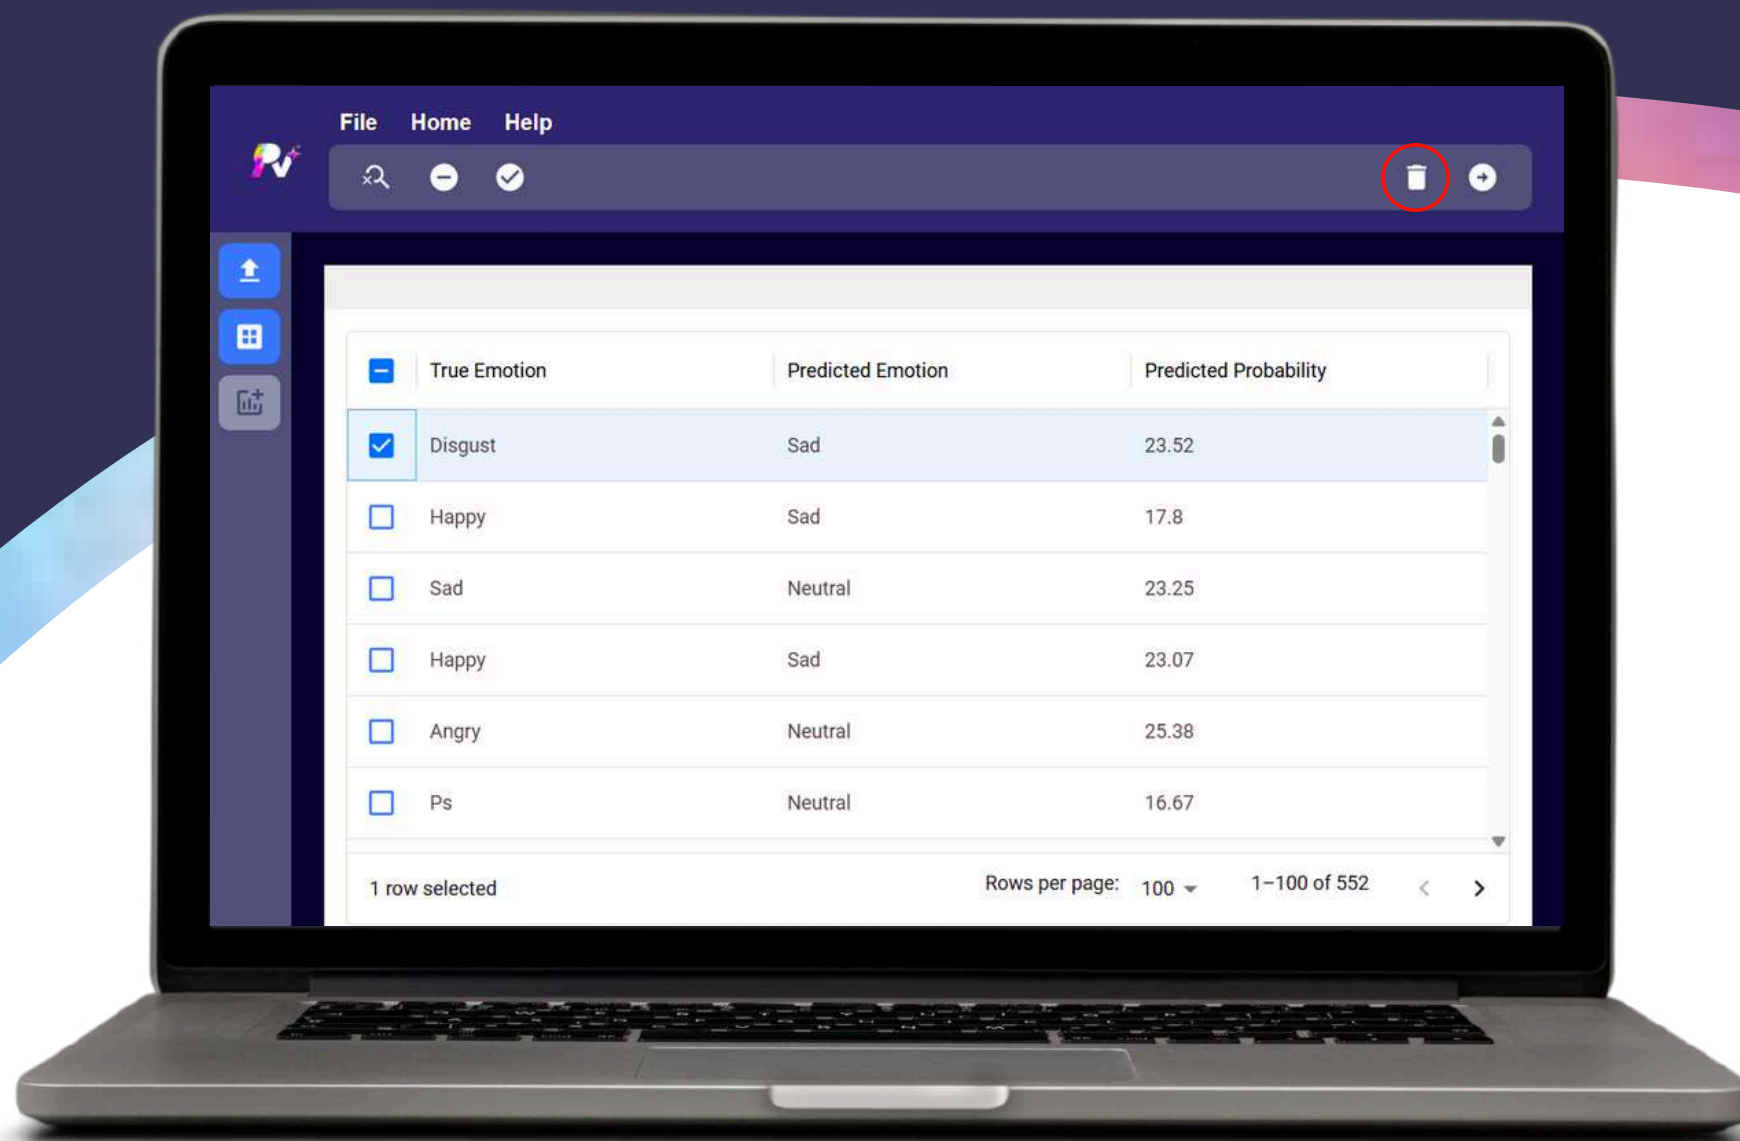 File Home Help
True Emotion Predicted Emotion Predicted Probability
Disgust Sad 23.52
Happy Sad 17.8
Sad Neutral 23.25
Happy Sad 23.07
Angry Neutral 25.38
Ps Neutral 16.67
1 row selected Rows per page: 100 1–100 of 552